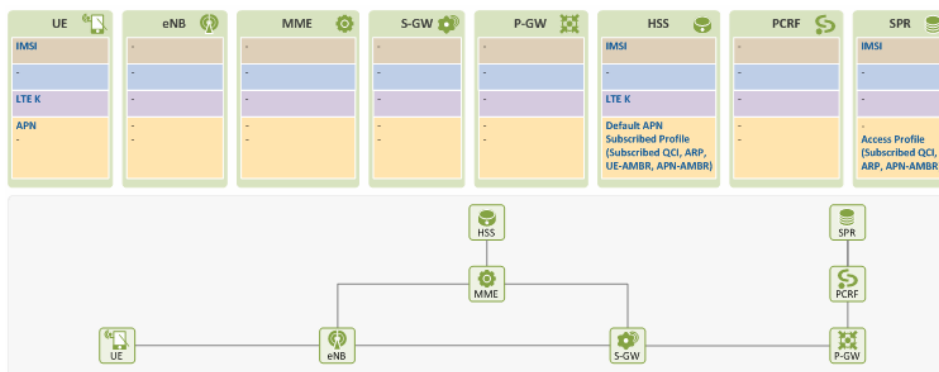 UE
eNB
MME
S-GW
P-GW
HSS
PCRF
SPR
IMSI
-
-
-
-
IMSI
-
IMSI
-
-
-
-
-
-
-
-
LTE K
-
-
-
-
LTE K
-
-
APN
-
-
-
-
-
-
-
-
-
Default APN
Subscribed Profile
(Subscribed QCI, ARP,
UE-AMBR, APN-AMBR)
-
-
-
Access Profile
(Subscribed QCI,
ARP, APN-AMBR)
HSS
SPR
MME
PCRF
UE
eNB
S-GW
P-GW